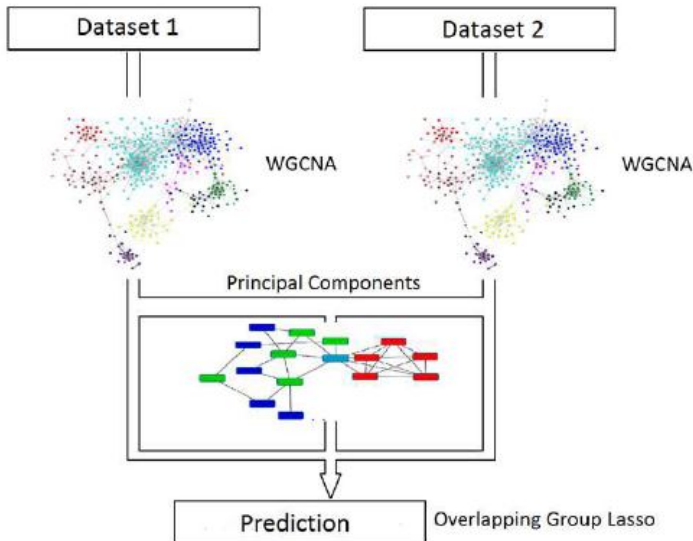 Dataset 1
Dataset 2
WGCNA
WGCNA
Principal Components
Prediction
Overlapping Group Lasso